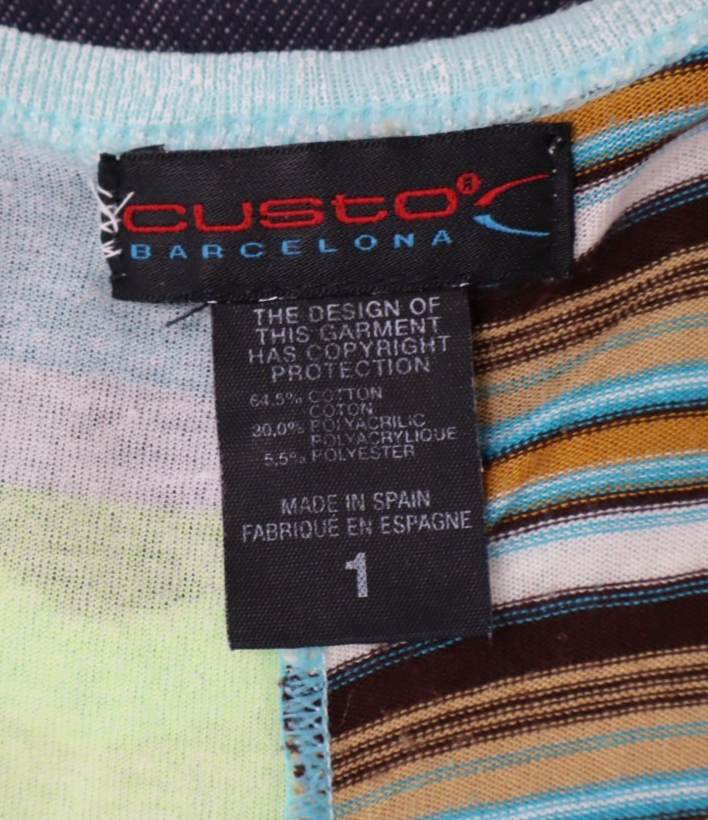 custo®
BARCELONA
THE DESIGN OF
THIS GARMENT
HAS COPYRIGHT
PROTECTION
64.5% COTTON
COTON
30,0% POLYACRILIC
POLYACRYLIQUE
5,5% POLYESTER
MADE IN SPAIN
FABRIQUÉ EN ESPAGNE
1